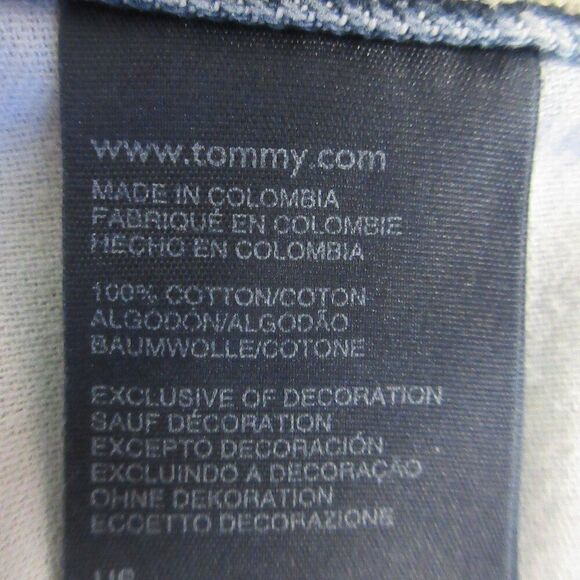 www.tommy.com
MADE IN COLOMBIA
FABRIQUÉ EN COLOMBIE
HECHO EN COLOMBIA
100% COTTON/COTON
ALGODÓN/ALGODÃO
BAUMWOLLE/COTONE
EXCLUSIVE OF DECORATION
SAUF DÉCORATION
EXCEPTO DECORACIÓN
EXCLUINDO A DECORAÇÃO
OHNE DEKORATION
ECCETTO DECORAZIONE